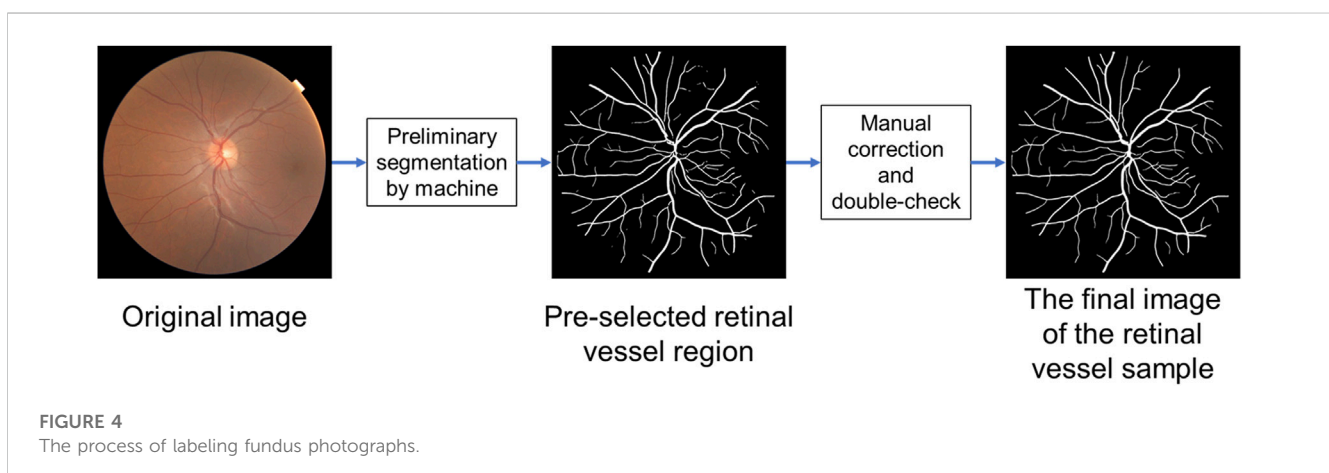 Preliminary
segmentation
by machine
Manual
correction
and
double-check
Original image
Pre-selected retinal
vessel region
The final image
of the retinal
vessel sample
FIGURE 4
The process of labeling fundus photographs.